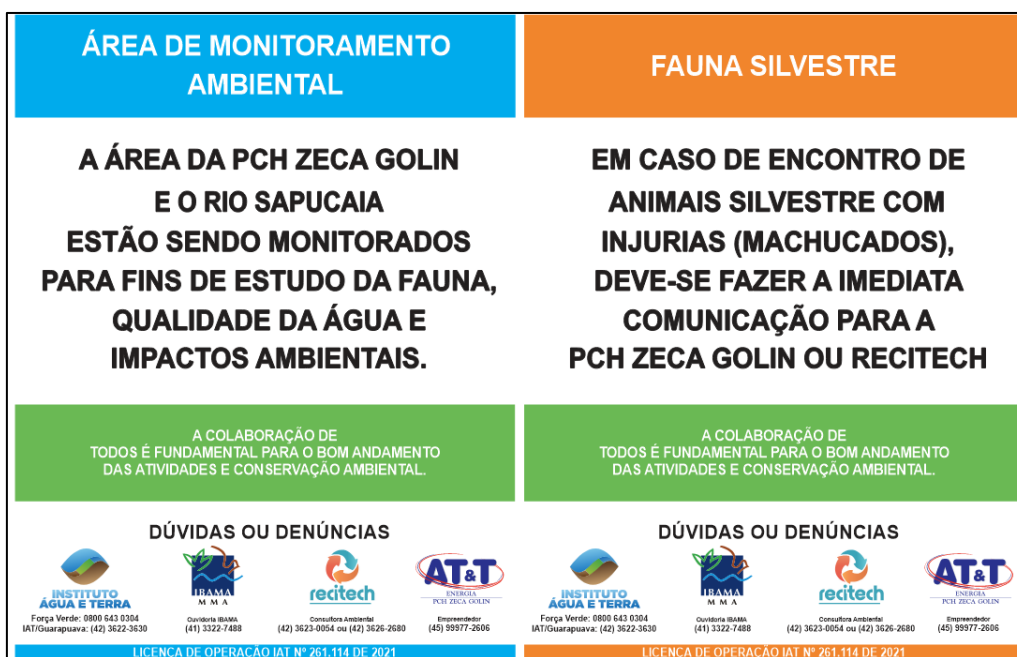 ÁREA DE MONITORAMENTO
AMBIENTAL
A ÁREA DA PCH ZECA GOLIN
E O RIO SAPUCAIA
ESTÃO SENDO MONITORADOS
PARA FINS DE ESTUDO DA FAUNA,
QUALIDADE DA ÁGUA E
IMPACTOS AMBIENTAIS.
A COLABORAÇÃO DE
TODOS É FUNDAMENTAL PARA O BOM ANDAMENTO
DAS ATIVIDADES E CONSERVAÇÃO AMBIENTAL.
DÚVIDAS OU DENÚNCIAS
INSTITUTO
ÁGUA E TERRA
Força Verde: 0800 643 0304
IAT/Guarapuava: (42) 3622-3630
IBAMA
M M A
Ouvidoria IBAMA
(41) 3322-7488
recitech
Consultora Ambiental
(42) 3623-0054 ou (42) 3626-2680
AT&T
ENERGIA
PCH ZECA GOLIN
Empreendedor
(45) 99977-2606
LICENÇA DE OPERAÇÃO IAT Nº 261.114 DE 2021
FAUNA SILVESTRE
EM CASO DE ENCONTRO DE
ANIMAIS SILVESTRE COM
INJURIAS (MACHUCADOS),
DEVE-SE FAZER A IMEDIATA
COMUNICAÇÃO PARA A
PCH ZECA GOLIN OU RECITECH
A COLABORAÇÃO DE
TODOS É FUNDAMENTAL PARA O BOM ANDAMENTO
DAS ATIVIDADES E CONSERVAÇÃO AMBIENTAL.
DÚVIDAS OU DENÚNCIAS
INSTITUTO
ÁGUA E TERRA
Força Verde: 0800 643 0304
IAT/Guarapuava: (42) 3622-3630
IBAMA
M M A
Ouvidoria IBAMA
(41) 3322-7488
recitech
Consultora Ambiental
(42) 3623-0054 ou (42) 3626-2680
AT&T
ENERGIA
PCH ZECA GOLIN
Empreendedor
(45) 99977-2606
LICENÇA DE OPERAÇÃO IAT Nº 261.114 DE 2021